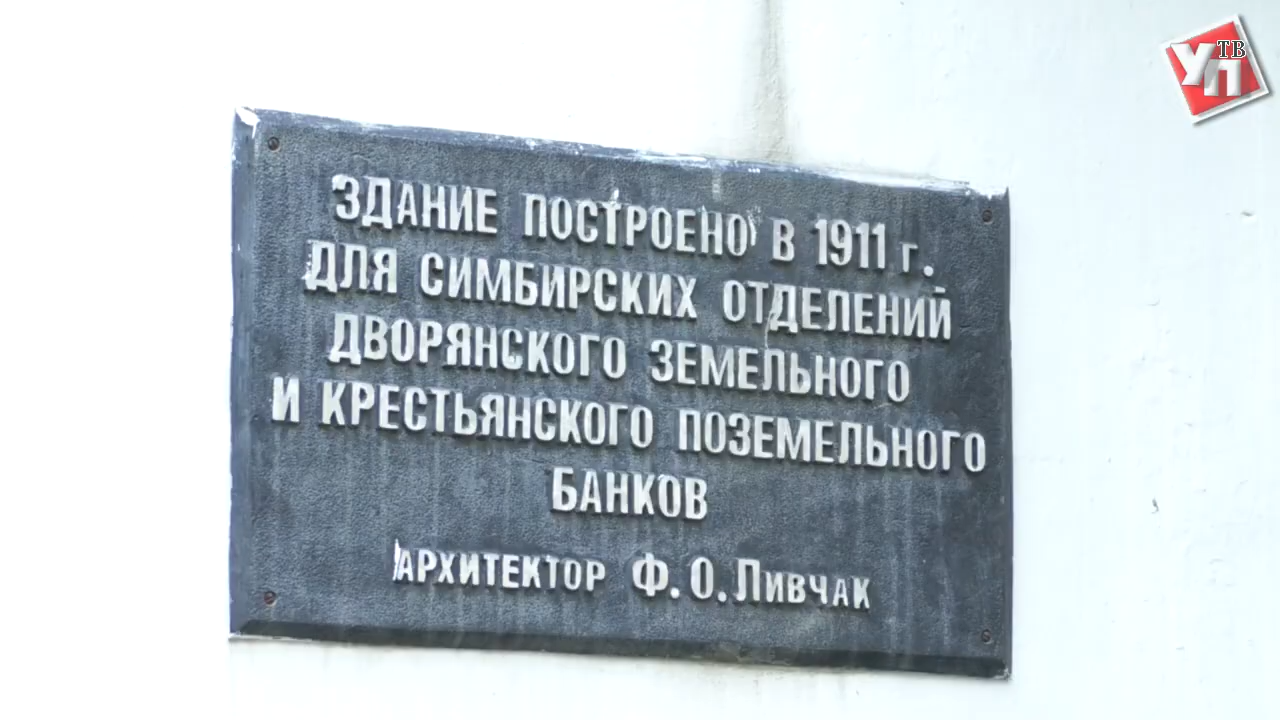 УП ТВ
ЗДАНИЕ ПОСТРОЕНО В 1911 г.
ДЛЯ СИМБИРСКИХ ОТДЕЛЕНИЙ
ДВОРЯНСКОГО ЗЕМЕЛЬНОГО
И КРЕСТЬЯНСКОГО ПОЗЕМЕЛЬНОГО
БАНКОВ
АРХИТЕКТОР Ф.О.ЛИВЧАК